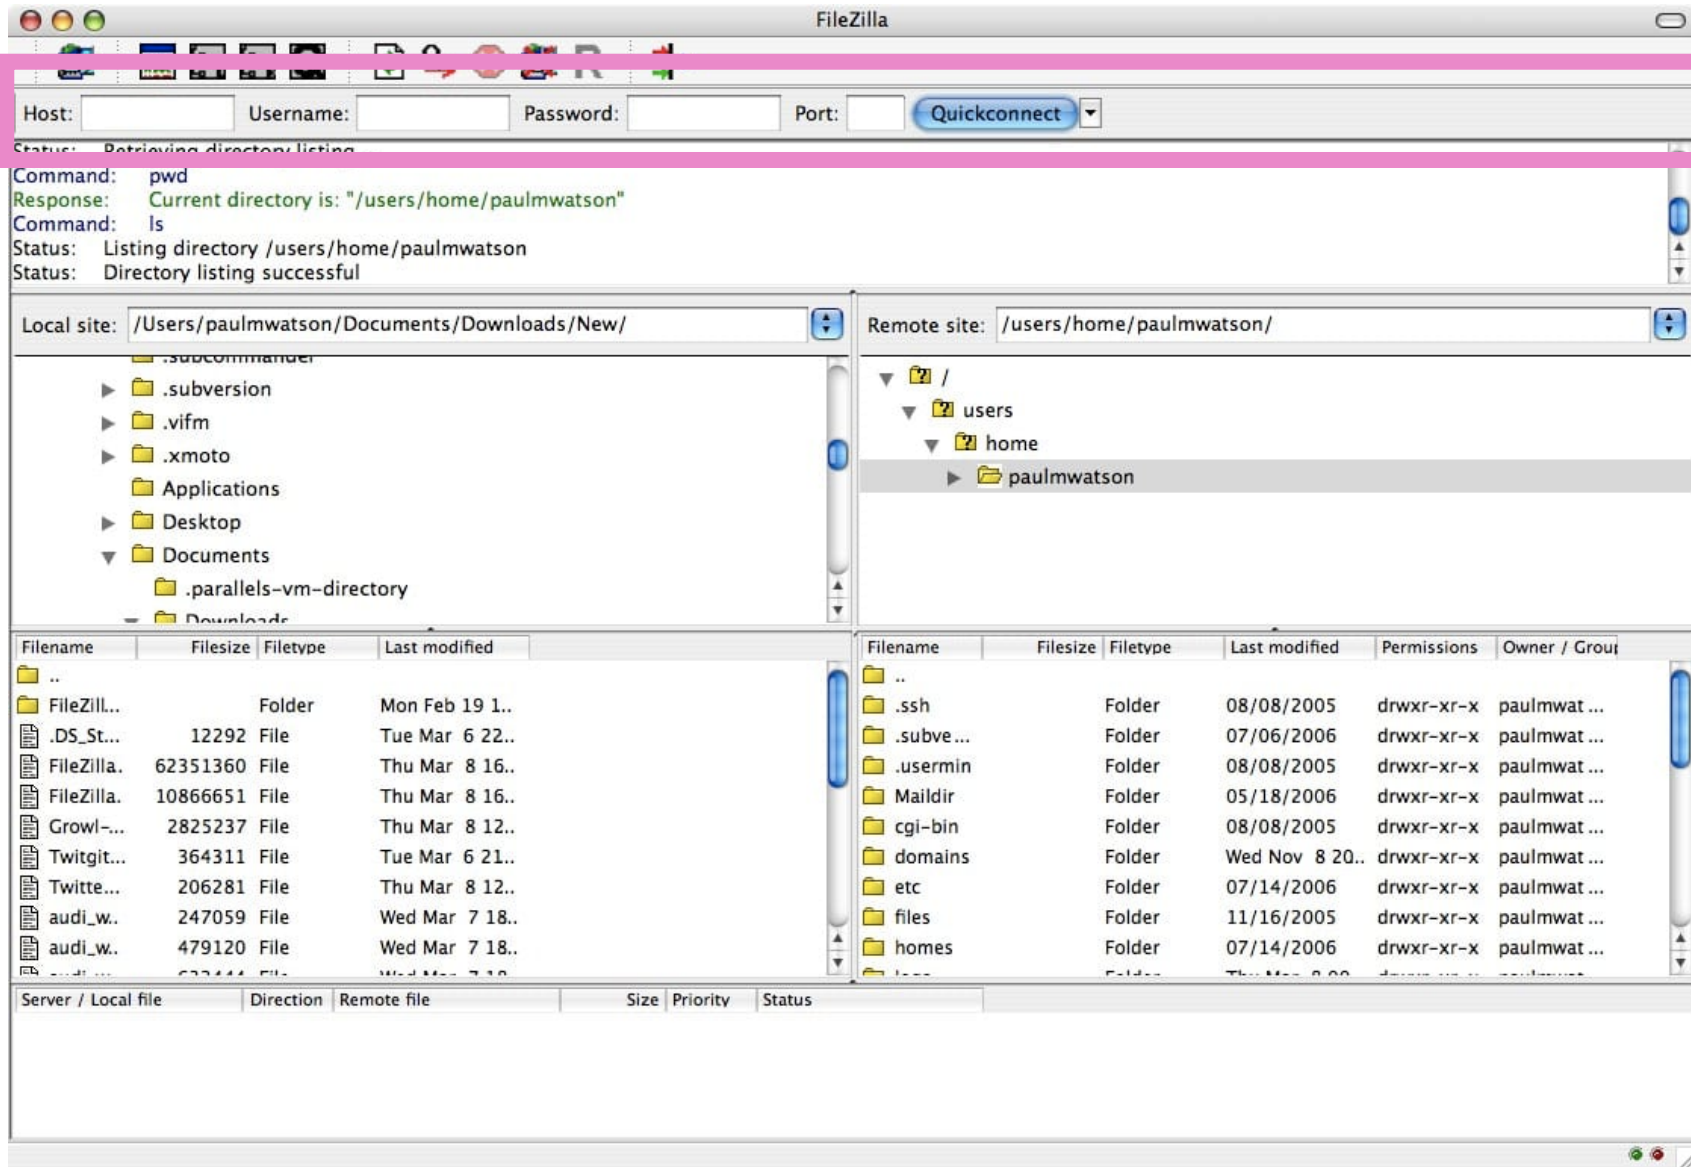 FileZilla
Host: Username: Password: Port: Quickconnect
Status: Retrieving directory listing
Command: pwd
Response: Current directory is: "/users/home/paulmwatson"
Command: ls
Status: Listing directory /users/home/paulmwatson
Status: Directory listing successful
Local site: /Users/paulmwatson/Documents/Downloads/New/
.subcommander
.subversion
.vifm
.xmoto
Applications
Desktop
Documents
.parallels-vm-directory
Downloads
Remote site: /users/home/paulmwatson/
/
users
home
paulmwatson
Filename Filesize Filetype Last modified
..
FileZill... Folder Mon Feb 19 1..
.DS_St... 12292 File Tue Mar 6 22..
FileZilla. 62351360 File Thu Mar 8 16..
FileZilla. 10866651 File Thu Mar 8 16..
Growl-... 2825237 File Thu Mar 8 12..
Twitgit... 364311 File Tue Mar 6 21..
Twitte... 206281 File Thu Mar 8 12..
audi_w.. 247059 File Wed Mar 7 18..
audi_w.. 479120 File Wed Mar 7 18..
Filename Filesize Filetype Last modified Permissions Owner / Group
..
.ssh Folder 08/08/2005 drwxr-xr-x paulmwat ...
.subve... Folder 07/06/2006 drwxr-xr-x paulmwat ...
.usermin Folder 08/08/2005 drwxr-xr-x paulmwat ...
Maildir Folder 05/18/2006 drwxr-xr-x paulmwat ...
cgi-bin Folder 08/08/2005 drwxr-xr-x paulmwat ...
domains Folder Wed Nov 8 20.. drwxr-xr-x paulmwat ...
etc Folder 07/14/2006 drwxr-xr-x paulmwat ...
files Folder 11/16/2005 drwxr-xr-x paulmwat ...
homes Folder 07/14/2006 drwxr-xr-x paulmwat ...
Server / Local file Direction Remote file Size Priority Status